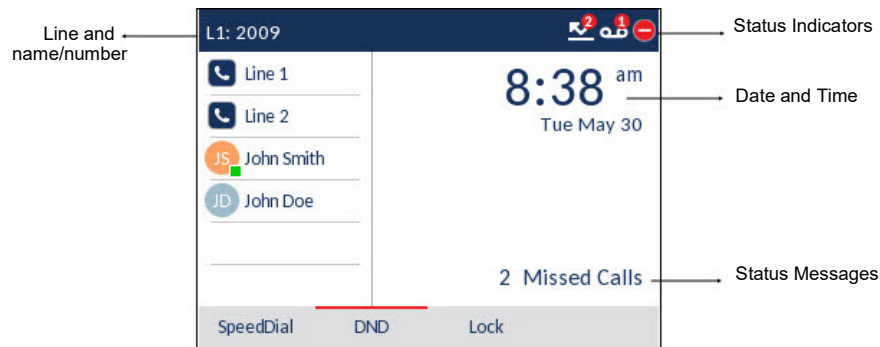 Line and
name/number
L1: 2009
2
1
Status Indicators
Line 1
Line 2
JS John Smith
JD John Doe
8:38 am
Tue May 30
Date and Time
2 Missed Calls
Status Messages
SpeedDial DND Lock